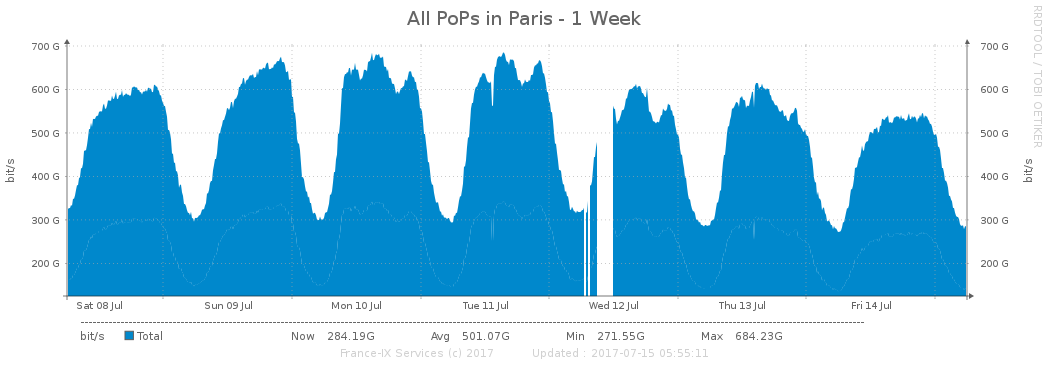 All PoPs in Paris - 1 Week
RRDTOOL / TOBI OETIKER
700 G 700 G
600 G 600 G
500 G 500 G
400 G 400 G
300 G 300 G
200 G 200 G
bit/s
bit/s
Sat 08 Jul Sun 09 Jul Mon 10 Jul Tue 11 Jul Wed 12 Jul Thu 13 Jul Fri 14 Jul
bit/s Total Now 284.19G Avg 501.07G Min 271.55G Max 684.23G
France-IX Services (c) 2017 Updated : 2017-07-15 05:55:11